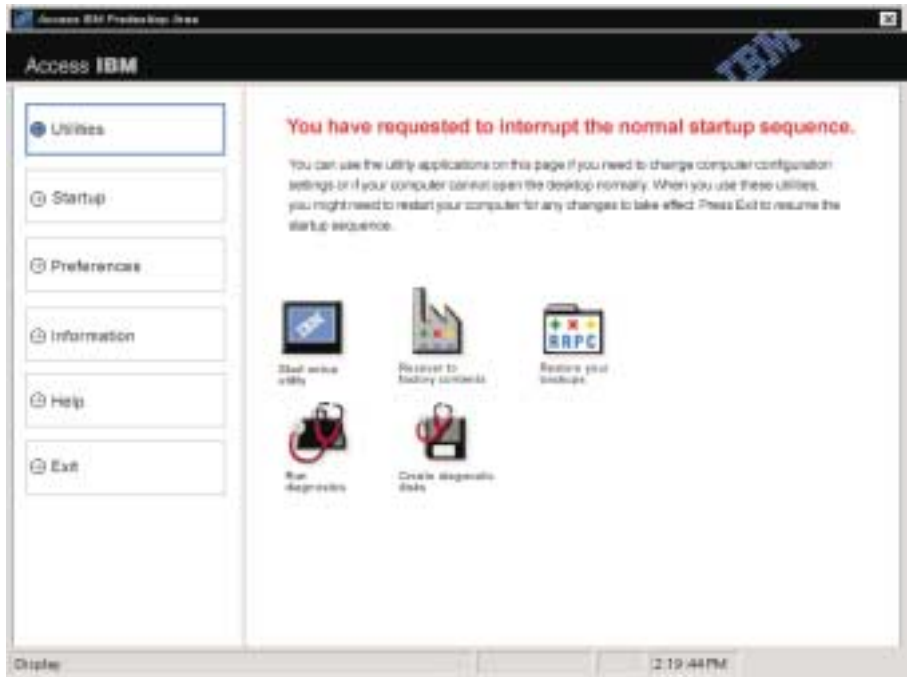 Access IBM Predesktop Area
Access IBM
IBM
Utilities
Startup
Preferences
Information
Help
Exit
You have requested to interrupt the normal startup sequence.
You can use the utility applications on this page if you need to change computer configuration
settings or if your computer cannot open the desktop normally. When you use these utilities,
you might need to restart your computer for any changes to take effect. Press Exit to resume the
startup sequence.
IBM
Start setup
utility
Recover to
factory contents
RRPC
Restore your
backups
Run
diagnostics
Create diagnostic
disks
Display
2:19:44 PM